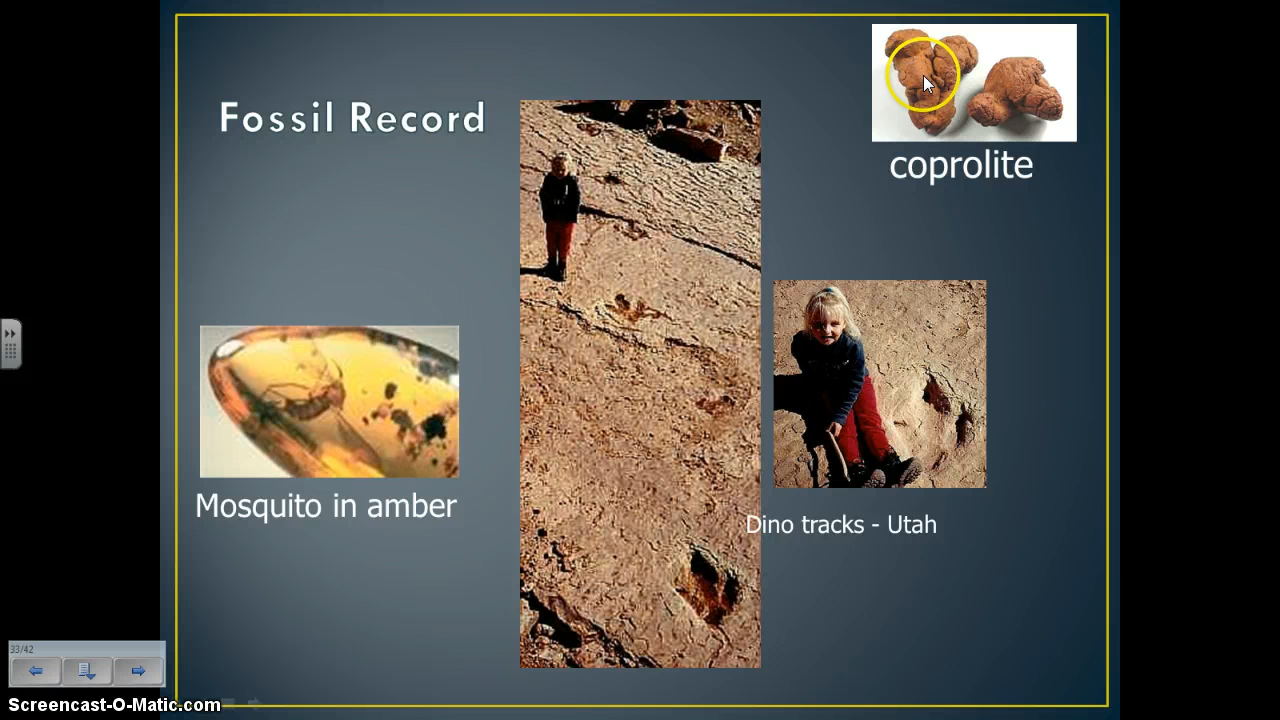 Fossil Record
coprolite
Mosquito in amber
Dino tracks - Utah
33/42
Screencast-O-Matic.com